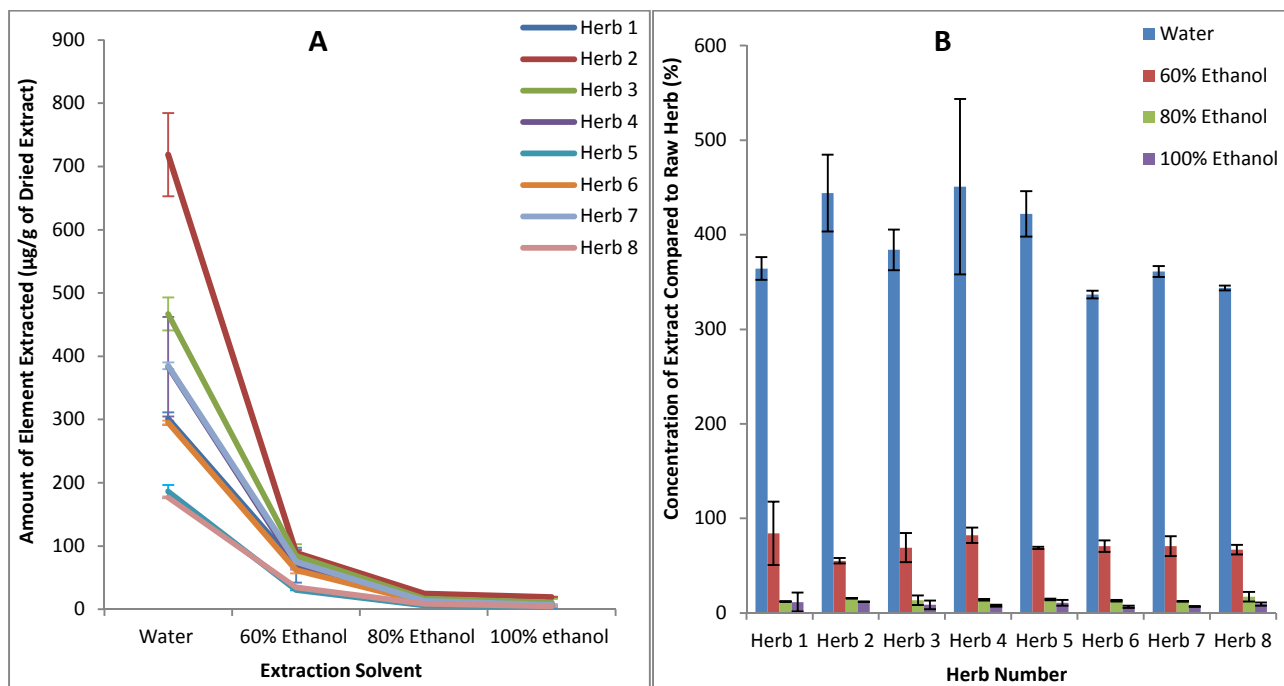 A
Amount of Element Extracted (µg/g of Dried Extract)
900
800
700
600
500
400
300
200
100
0
Water 60% Ethanol 80% Ethanol 100% ethanol
Extraction Solvent
Herb 1
Herb 2
Herb 3
Herb 4
Herb 5
Herb 6
Herb 7
Herb 8
B
Concentration of Extract Compared to Raw Herb (%)
600
500
400
300
200
100
0
Herb 1 Herb 2 Herb 3 Herb 4 Herb 5 Herb 6 Herb 7 Herb 8
Herb Number
Water
60% Ethanol
80% Ethanol
100% Ethanol